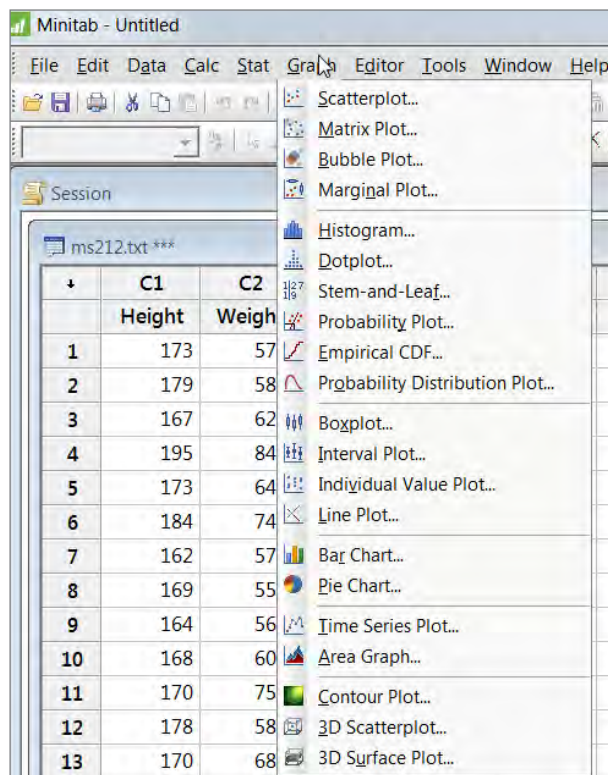 Minitab - Untitled
File Edit Data Calc Stat Graph Editor Tools Window Help
Scatterplot...
Matrix Plot...
Bubble Plot...
Marginal Plot...
Session
Histogram...
ms212.txt ***
Dotplot...
C1 C2
Stem-and-Leaf...
Height Weigh
Probability Plot...
1 173 57
Empirical CDF...
2 179 58
Probability Distribution Plot...
3 167 62
Boxplot...
4 195 84
Interval Plot...
5 173 64
Individual Value Plot...
6 184 74
Line Plot...
7 162 57
Bar Chart...
8 169 55
Pie Chart...
9 164 56
Time Series Plot...
10 168 60
Area Graph...
11 170 75
Contour Plot...
12 178 58
3D Scatterplot...
13 170 68
3D Surface Plot...